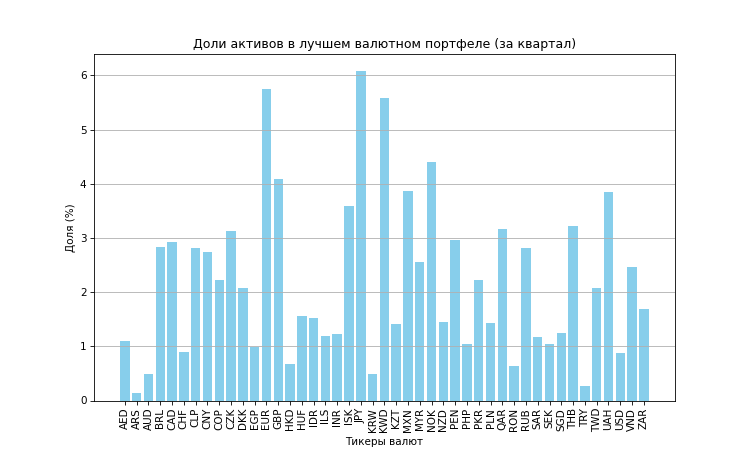 Доли активов в лучшем валютном портфеле (за квартал)
6
5
4
3
2
1
0
Доля (%)
AED
ARS
AUD
BRL
CAD
CHF
CLP
CNY
COP
CZK
DKK
EGP
EUR
GBP
HKD
HUF
IDR
ILS
INR
ISK
JPY
KRW
KWD
KZT
MXN
MYR
NOK
NZD
PEN
PHP
PKR
PLN
QAR
RON
RUB
SAR
SEK
SGD
THB
TRY
TWD
UAH
USD
VND
ZAR
Тикеры валют